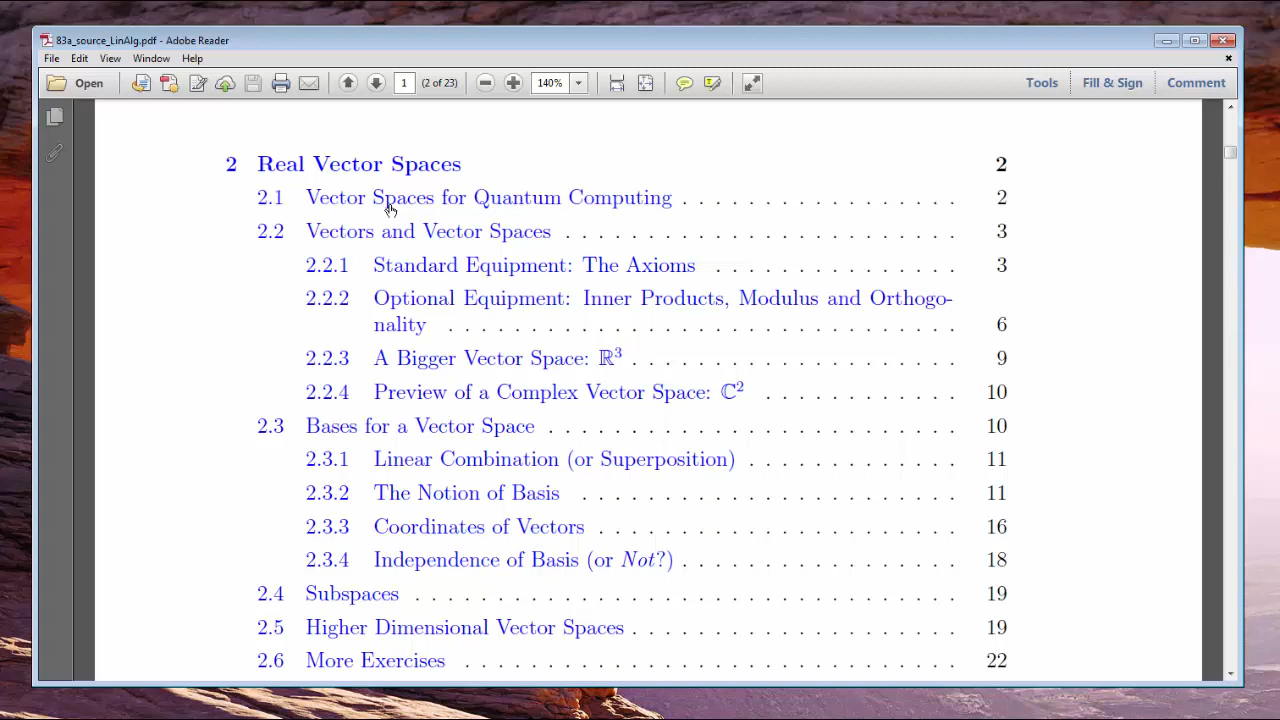 83a_source_LinAlg.pdf - Adobe Reader
File Edit View Window Help
Open 1 (2 of 23) 140% Tools Fill & Sign Comment
2 Real Vector Spaces 2
2.1 Vector Spaces for Quantum Computing . . . . . . . . . . . . . . . . . 2
2.2 Vectors and Vector Spaces . . . . . . . . . . . . . . . . . . . . . . . . 3
2.2.1 Standard Equipment: The Axioms . . . . . . . . . . . . . . . 3
2.2.2 Optional Equipment: Inner Products, Modulus and Orthogo-
nality . . . . . . . . . . . . . . . . . . . . . . . . . . . . . . . 6
2.2.3 A Bigger Vector Space: ℝ³ . . . . . . . . . . . . . . . . . . . . 9
2.2.4 Preview of a Complex Vector Space: ℂ² . . . . . . . . . . . . 10
2.3 Bases for a Vector Space . . . . . . . . . . . . . . . . . . . . . . . . . 10
2.3.1 Linear Combination (or Superposition) . . . . . . . . . . . . . 11
2.3.2 The Notion of Basis . . . . . . . . . . . . . . . . . . . . . . . 11
2.3.3 Coordinates of Vectors . . . . . . . . . . . . . . . . . . . . . . 16
2.3.4 Independence of Basis (or Not?) . . . . . . . . . . . . . . . . . 18
2.4 Subspaces . . . . . . . . . . . . . . . . . . . . . . . . . . . . . . . . . 19
2.5 Higher Dimensional Vector Spaces . . . . . . . . . . . . . . . . . . . . 19
2.6 More Exercises . . . . . . . . . . . . . . . . . . . . . . . . . . . . . . 22